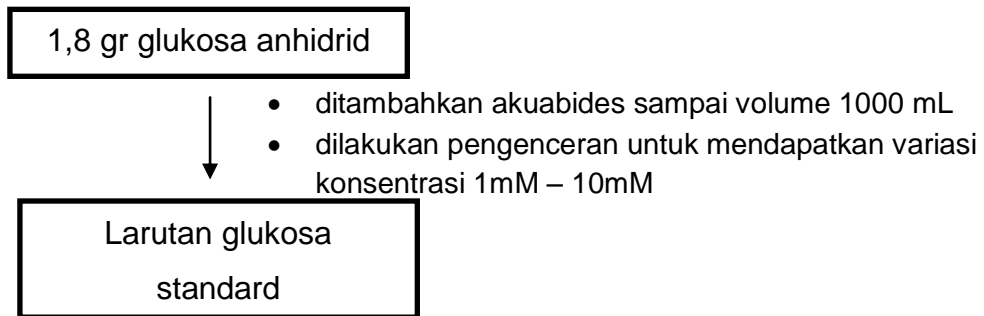 1,8 gr glukosa anhidrid
• ditambahkan akuabides sampai volume 1000 mL
• dilakukan pengenceran untuk mendapatkan variasi
konsentrasi 1mM – 10mM
Larutan glukosa
standard